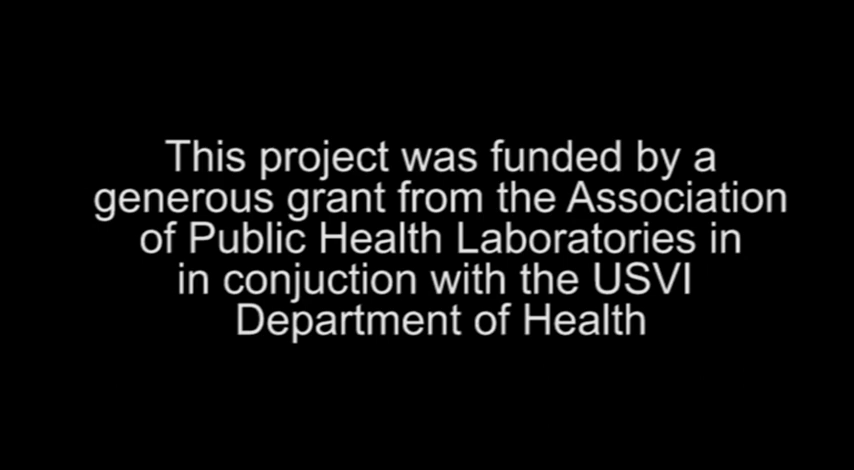 This project was funded by a
generous grant from the Association
of Public Health Laboratories in
in conjuction with the USVI
Department of Health